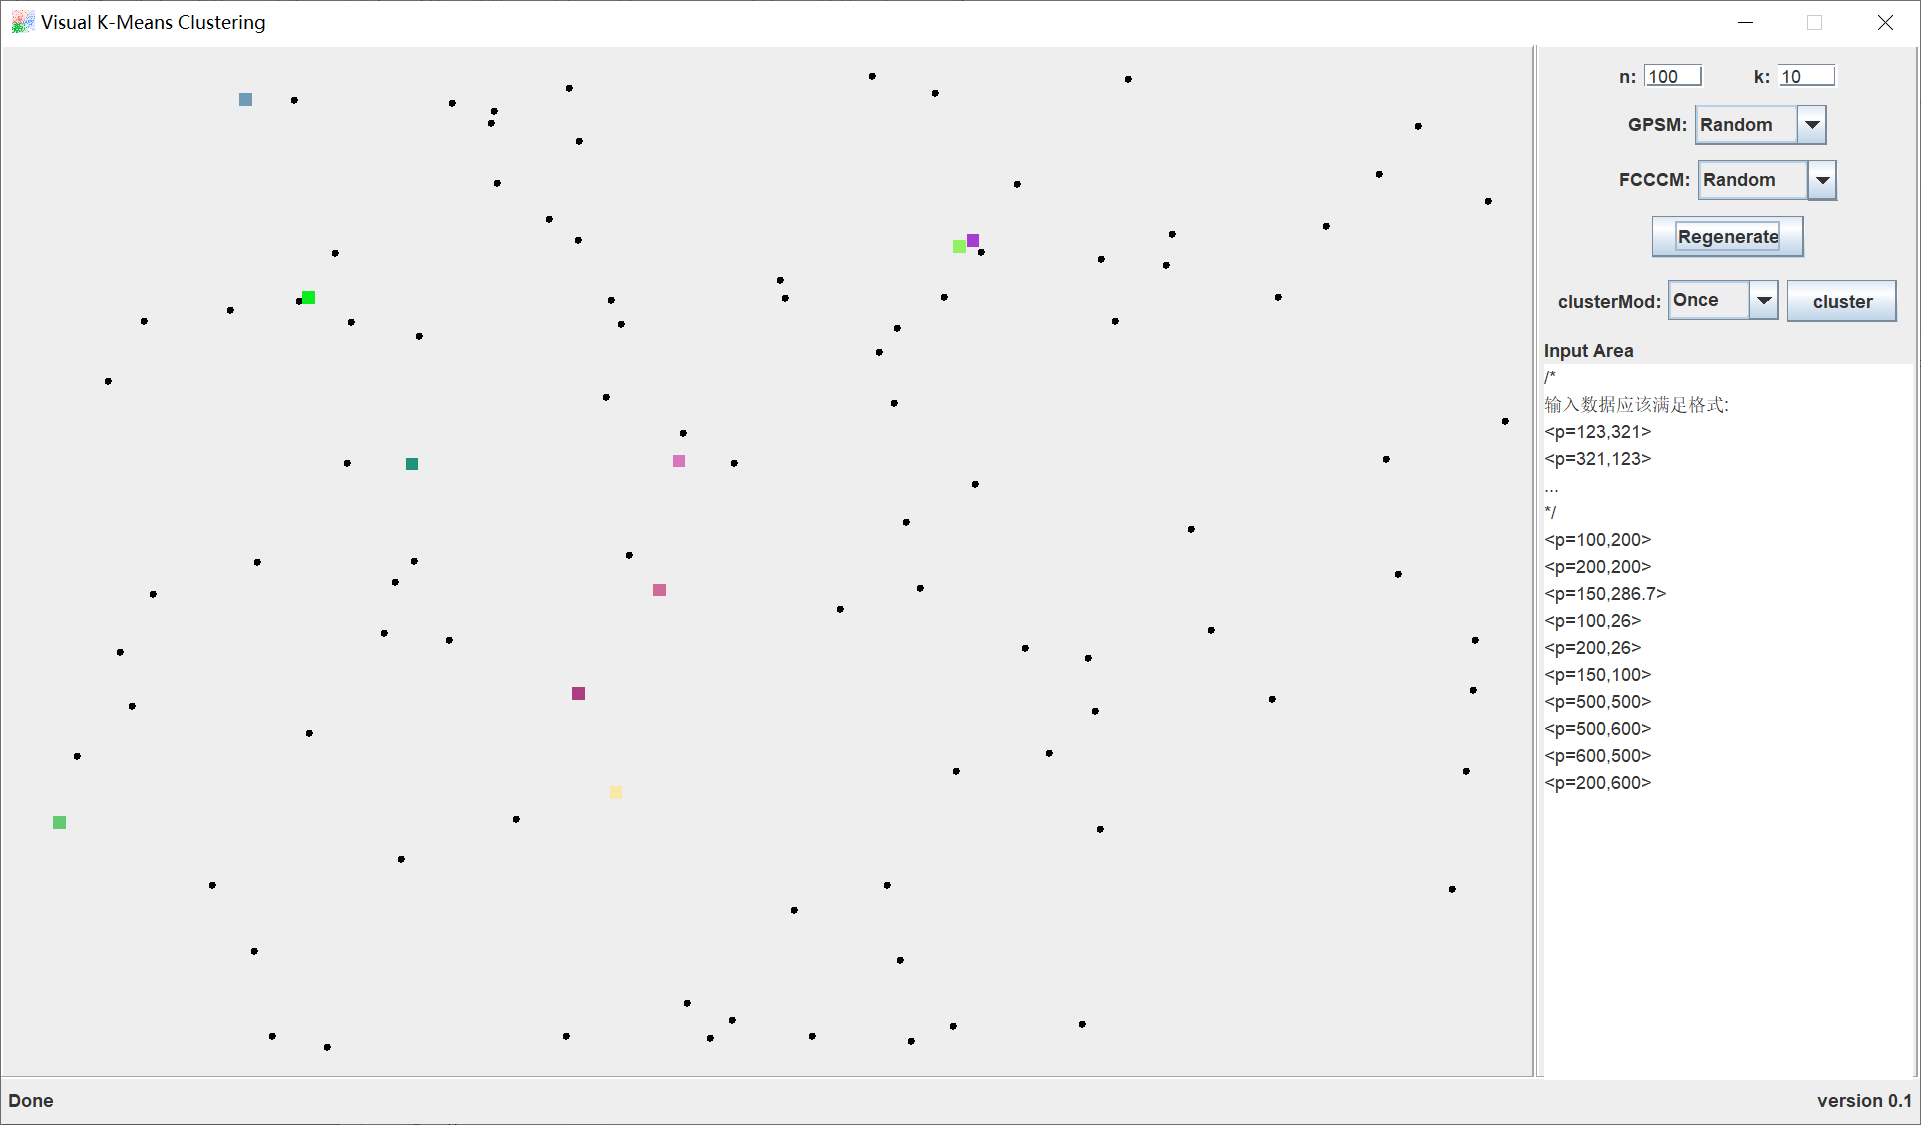 Visual K-Means Clustering
n: 100 k: 10
GPSM: Random
FCCCM: Random
Regenerate
clusterMod: Once cluster
Input Area
/*
输入数据应该满足格式:
<p=123,321>
<p=321,123>
...
*/
<p=100,200>
<p=200,200>
<p=150,286.7>
<p=100,26>
<p=200,26>
<p=150,100>
<p=500,500>
<p=500,600>
<p=600,500>
<p=200,600>
Done version 0.1